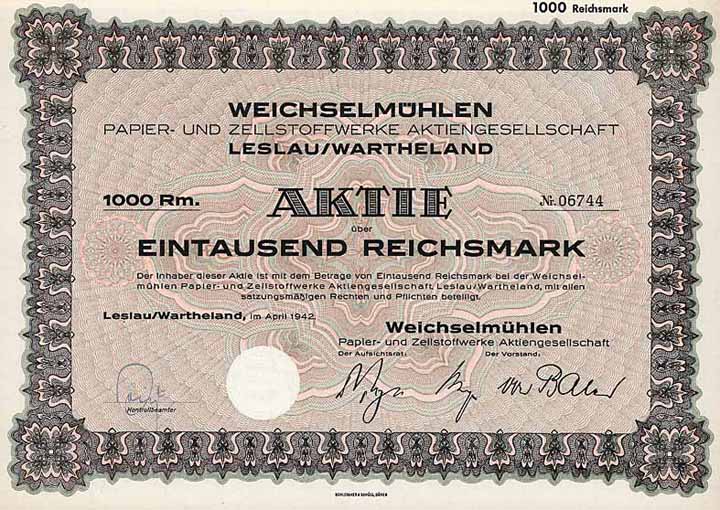 1000 Reichsmark
WEICHSELMÜHLEN
PAPIER- UND ZELLSTOFFWERKE AKTIENGESELLSCHAFT
LESLAU/WARTHELAND
1000 Rm. AKTIE Nr. 06744
über
EINTAUSEND REICHSMARK
Der Inhaber dieser Aktie ist mit dem Betrage von Eintausend Reichsmark bei der Weichsel-
mühlen Papier- und Zellstoffwerke Aktiengesellschaft, Leslau/Wartheland, mit allen
satzungsmäßigen Rechten und Pflichten beteiligt.
Leslau/Wartheland, im April 1942.
Weichselmühlen
Papier- und Zellstoffwerke Aktiengesellschaft
Der Aufsichtsrat: Der Vorstand:
Kontrollbeamter